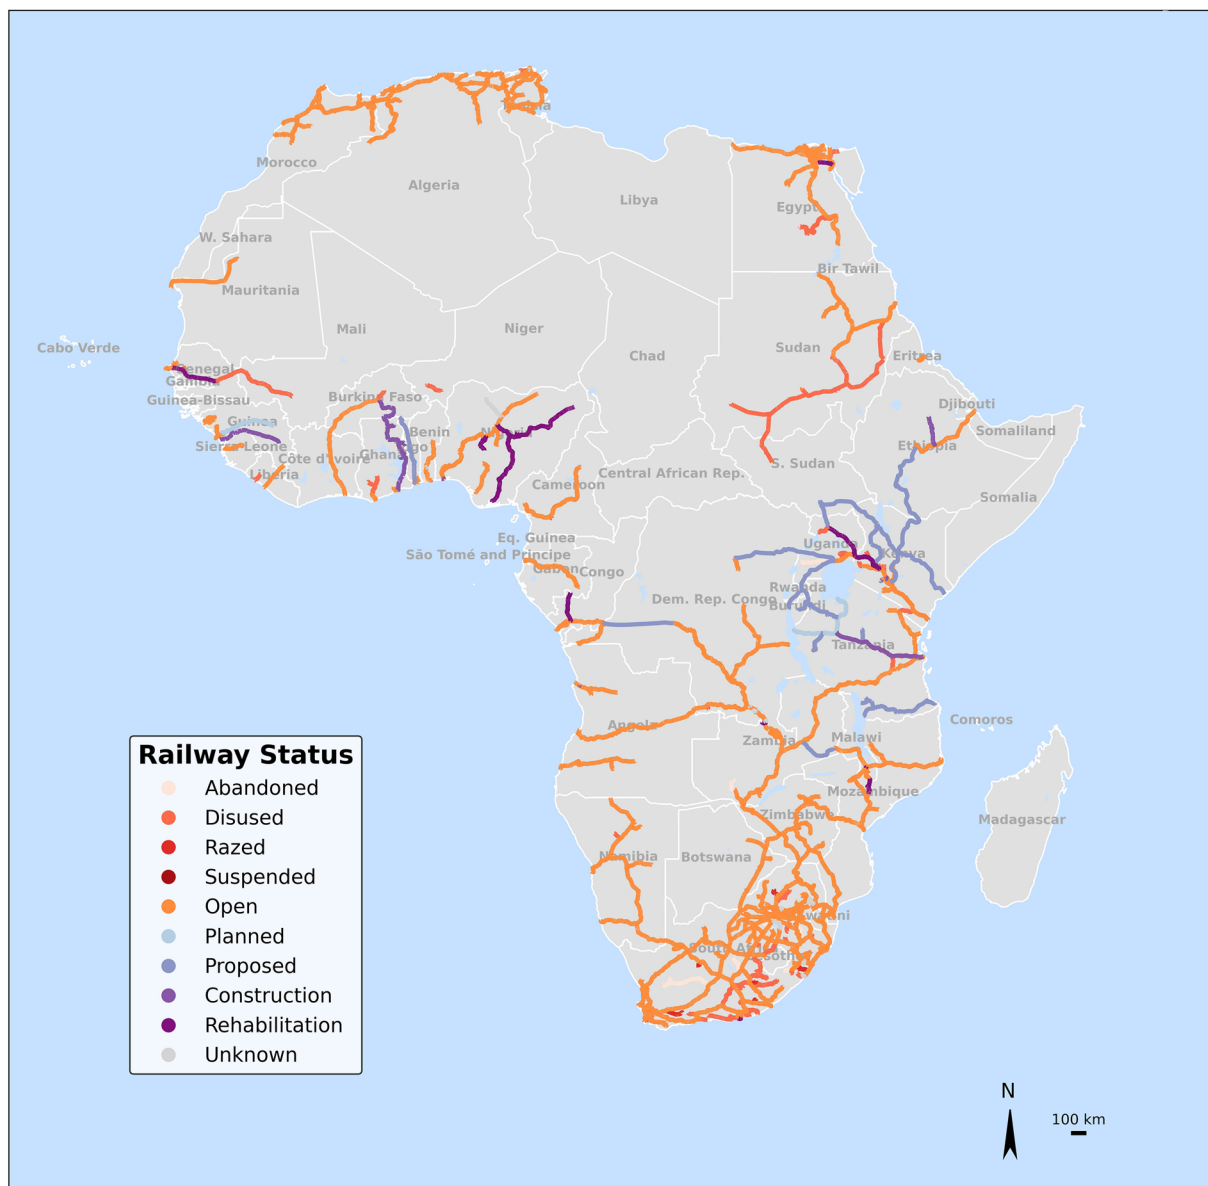 Tunisia
Morocco
Algeria
Libya
Egypt
W. Sahara
Bir Tawil
Mauritania
Mali
Niger
Chad
Sudan
Eritrea
Cabo Verde
Senegal
Gambia
Guinea-Bissau
Burkina Faso
Djibouti
Guinea
Benin
Nigeria
Somaliland
Sierra Leone
Togo
Ethiopia
Côte d'Ivoire
Ghana
Liberia
S. Sudan
Central African Rep.
Cameroon
Somalia
Eq. Guinea
Uganda
Kenya
São Tomé and Principe
Gabon
Congo
Rwanda
Dem. Rep. Congo
Burundi
Tanzania
Comoros
Angola
Zambia
Malawi
Mozambique
Zimbabwe
Madagascar
Namibia
Botswana
eSwatini
South Africa
Lesotho
Railway Status
Abandoned
Disused
Razed
Suspended
Open
Planned
Proposed
Construction
Rehabilitation
Unknown
N
100 km